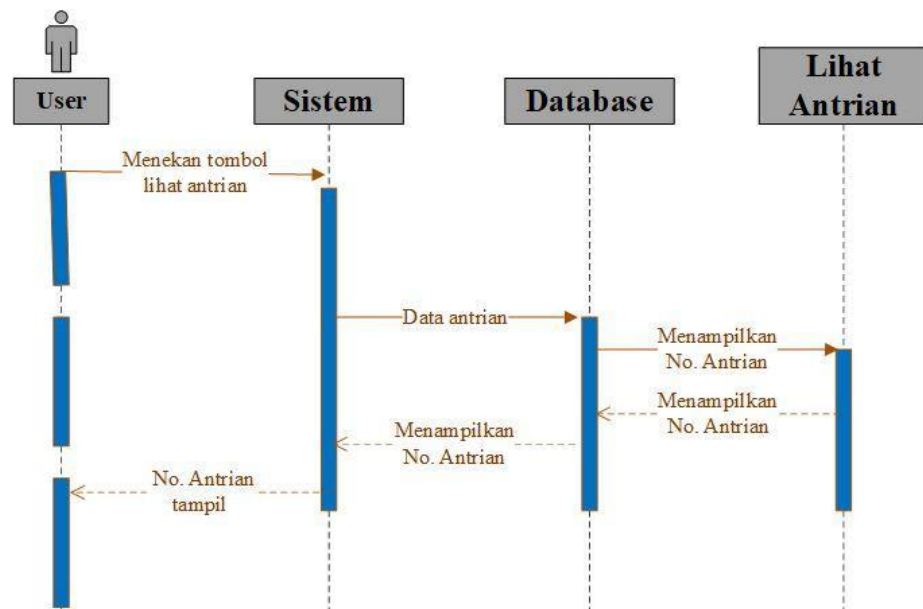 User
Sistem
Database
Lihat
Antrian
Menekan tombol
lihat antrian
Data antrian
Menampilkan
No. Antrian
Menampilkan
No. Antrian
Menampilkan
No. Antrian
No. Antrian
tampil